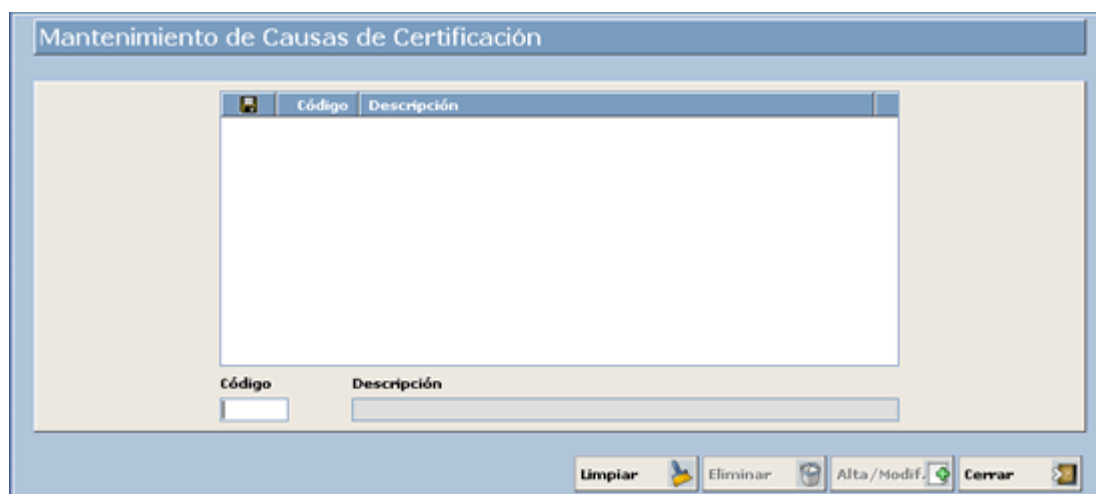 Mantenimiento de Causas de Certificación
Código Descripción
Código Descripción
Limpiar Eliminar Alta/Modif. Cerrar